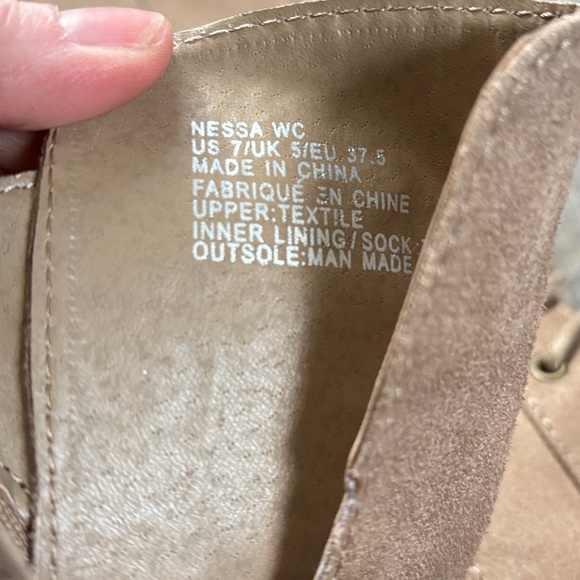 NESSA WC
US 7/UK 5/EU 37.5
MADE IN CHINA
FABRIQUÉ EN CHINE
UPPER:TEXTILE
INNER LINING/SOCK:
OUTSOLE:MAN MADE